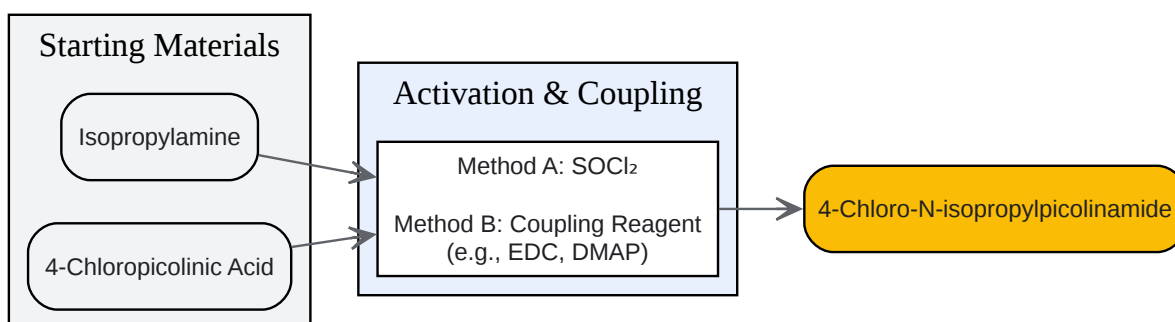 Starting Materials
Isopropylamine
4-Chloropicolinic Acid
Activation & Coupling
Method A: SOCl₂
Method B: Coupling Reagent
(e.g., EDC, DMAP)
4-Chloro-N-isopropylpicolinamide